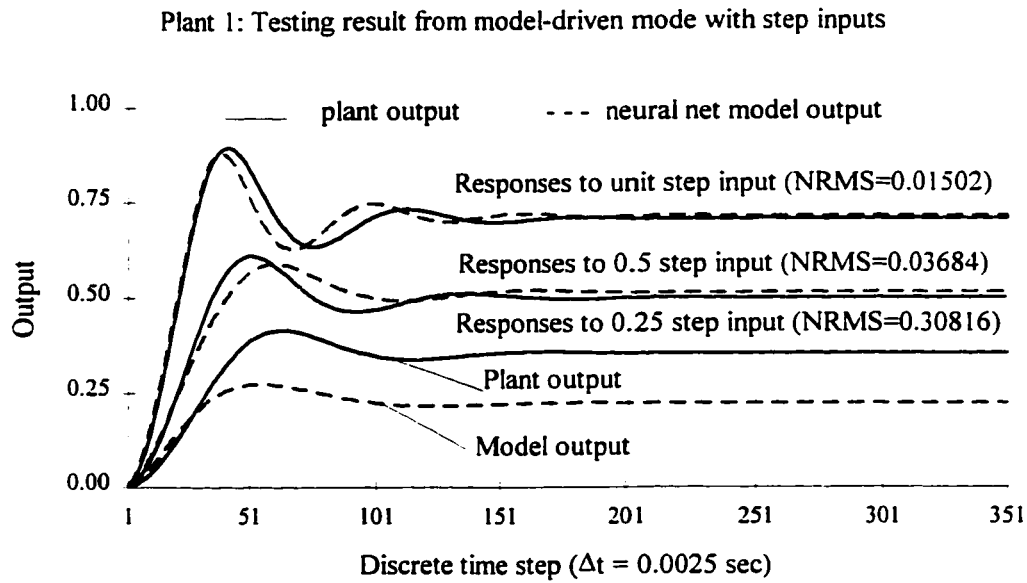 Plant 1: Testing result from model-driven mode with step inputs
1.00
plant output
neural net model output
Responses to unit step input (NRMS=0.01502)
0.75
Responses to 0.5 step input (NRMS=0.03684)
0.50
Responses to 0.25 step input (NRMS=0.30816)
Output
Plant output
0.25
Model output
0.00
1 51 101 151 201 251 301 351
Discrete time step (Δt = 0.0025 sec)